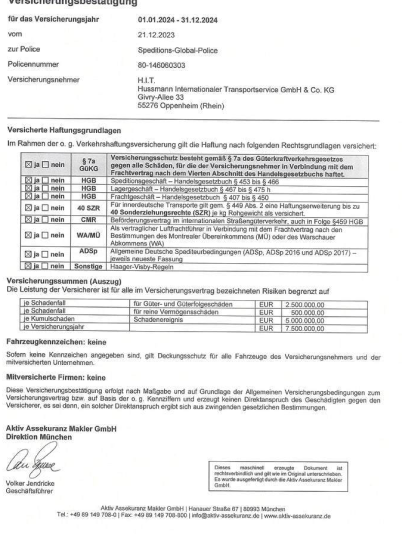 Versicherungsbestätigung
für das Versicherungsjahr 01.01.2024 - 31.12.2024
vom 21.12.2023
zur Police Speditions-Global-Police
Policennummer 80-146060303
Versicherungsnehmer H.I.T.
Hussmann Internationaler Transportservice GmbH & Co. KG
Givry-Allee 33
55276 Oppenheim (Rhein)
Versicherte Haftungsgrundlagen
Im Rahmen der o. g. Verkehrshaftungsversicherung gilt die Haftung nach folgenden Rechtsgrundlagen versichert:
☒ ja ☐ nein § 7a GüKG Versicherungsschutz besteht gemäß § 7a des Güterkraftverkehrsgesetzes
gegen alle Schäden, für die der Versicherungsnehmer in Verbindung mit dem
Frachtvertrag nach dem Vierten Abschnitt des Handelsgesetzbuchs haftet.
☒ ja ☐ nein HGB Speditionsgeschäft – Handelsgesetzbuch § 453 bis § 466
☒ ja ☐ nein HGB Lagergeschäft – Handelsgesetzbuch § 467 bis § 475 h
☒ ja ☐ nein HGB Frachtgeschäft – Handelsgesetzbuch § 407 bis § 450
☒ ja ☐ nein 40 SZR Für innerdeutsche Transporte gilt gem. § 449 Abs. 2 eine Haftungserweiterung bis zu
40 Sonderziehungsrechte (SZR) je kg Rohgewicht als versichert.
☒ ja ☐ nein CMR Beförderungsvertrag im internationalen Straßengüterverkehr, auch in Folge §459 HGB
☒ ja ☐ nein WA/MÜ Als vertraglicher Luftfrachtführer in Verbindung mit dem Frachtvertrag nach den
Bestimmungen des Montrealer Übereinkommens (MÜ) oder des Warschauer
Abkommens (WA)
☒ ja ☐ nein ADSp Allgemeine Deutsche Spediteurbedingungen (ADSp, ADSp 2016 und ADSp 2017) –
jeweils neueste Fassung
☒ ja ☐ nein Sonstige Haager-Visby-Regeln
Versicherungssummen (Auszug)
Die Leistung der Versicherer ist für alle im Versicherungsvertrag bezeichneten Risiken begrenzt auf
je Schadenfall für Güter- und Güterfolgeschäden EUR 2.500.000,00
je Schadenfall für reine Vermögensschäden EUR 500.000,00
je Kumulschaden Schadenereignis EUR 5.000.000,00
je Versicherungsjahr EUR 7.500.000,00
Fahrzeugkennzeichen: keine
Sofern keine Kennzeichen angegeben sind, gilt Deckungsschutz für alle Fahrzeuge des Versicherungsnehmers und der
mitversicherten Unternehmen.
Mitversicherte Firmen: keine
Diese Versicherungsbestätigung erfolgt nach Maßgabe und auf Grundlage der Allgemeinen Versicherungsbedingungen zum
Versicherungsvertrag bzw. auf Basis der o. g. Kennziffern und erzeugt keinen Direktanspruch des Geschädigten gegen den
Versicherer, es sei denn, ein solcher Direktanspruch ergibt sich aus zwingenden gesetzlichen Bestimmungen.
Aktiv Assekuranz Makler GmbH
Direktion München
Volker Jendricke
Geschäftsführer
Dieses maschinell erzeugte Dokument ist
rechtsverbindlich und gilt wie im Original unterschrieben.
Es wurde ausgefertigt durch die Aktiv Assekuranz Makler
GmbH.
Aktiv Assekuranz Makler GmbH | Hanauer Straße 67 | 80993 München
Tel.: +49 89 149 708-0 | Fax: +49 89 149 708-900 | info@aktiv-assekuranz.de | www.aktiv-assekuranz.de